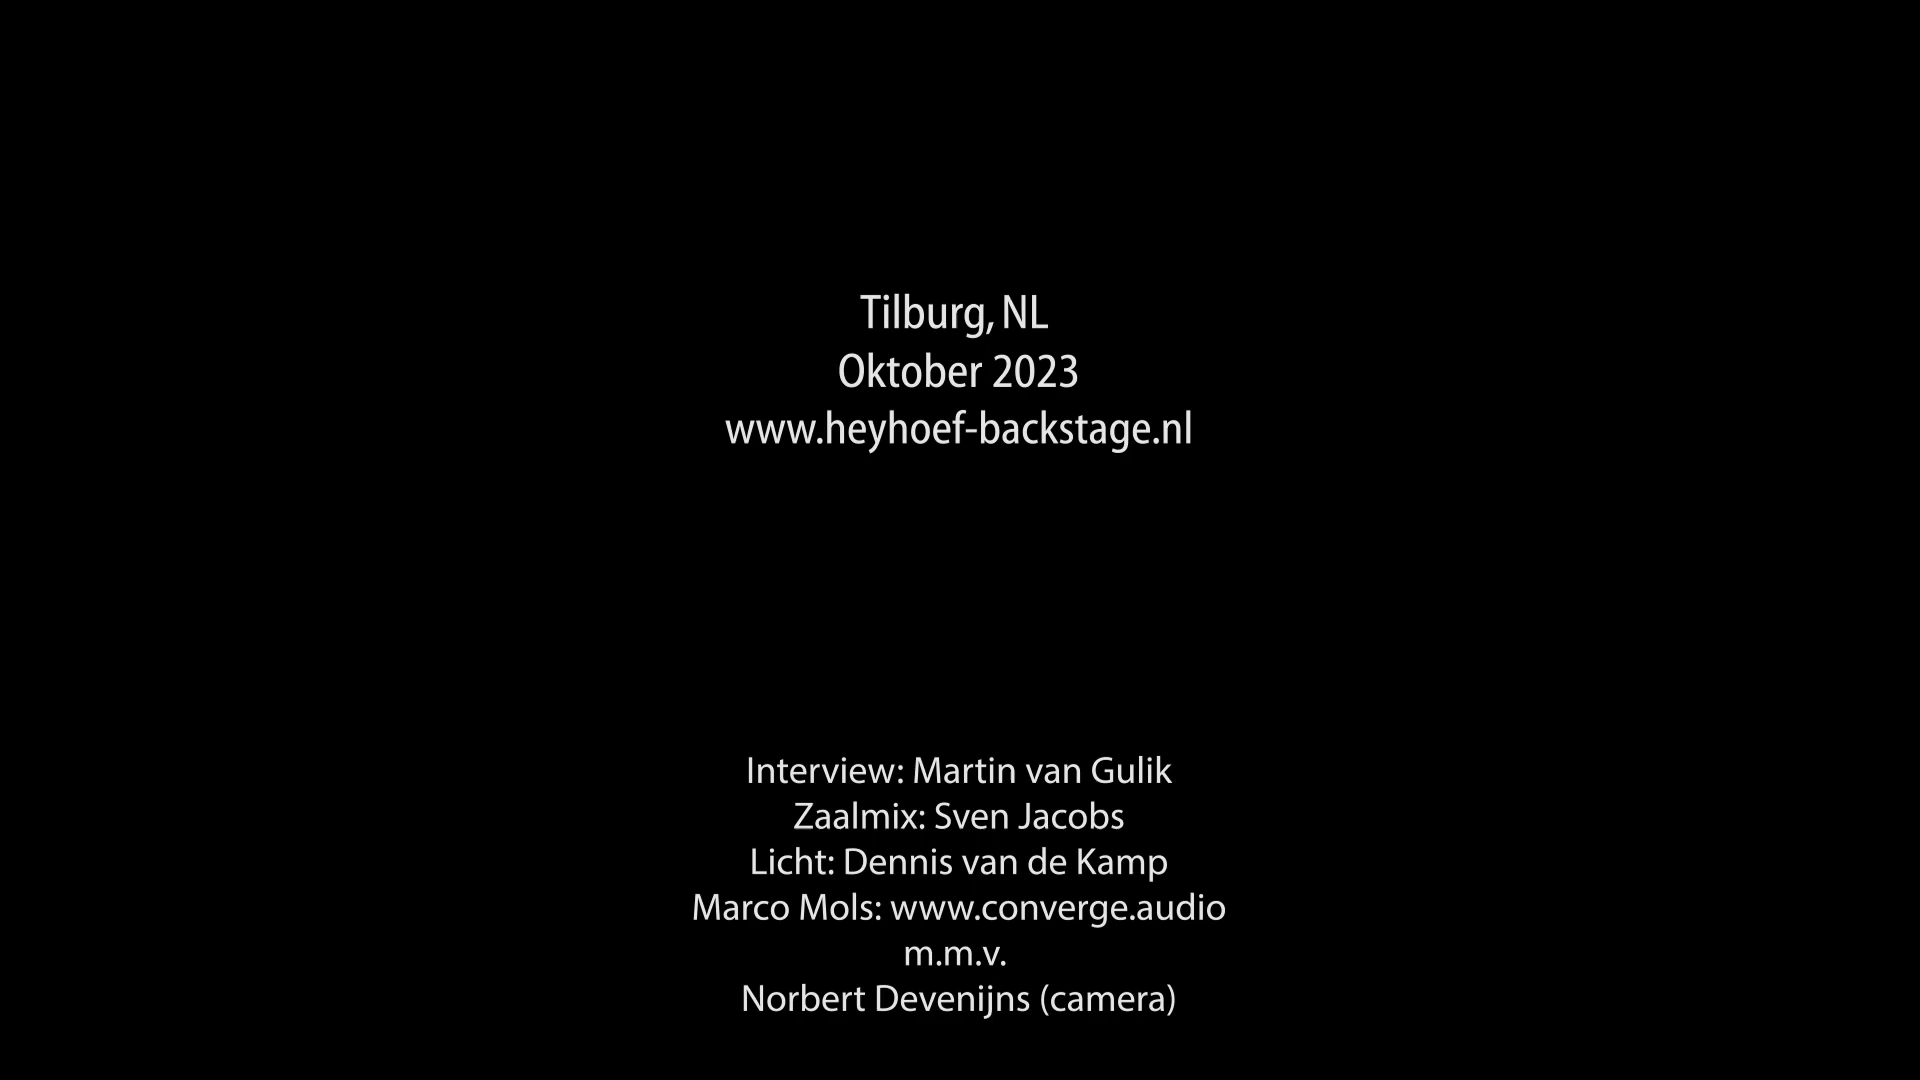 Tilburg, NL
Oktober 2023
www.heyhoef-backstage.nl
Interview: Martin van Gulik
Zaalmix: Sven Jacobs
Licht: Dennis van de Kamp
Marco Mols: www.converge.audio
m.m.v.
Norbert Devenijns (camera)